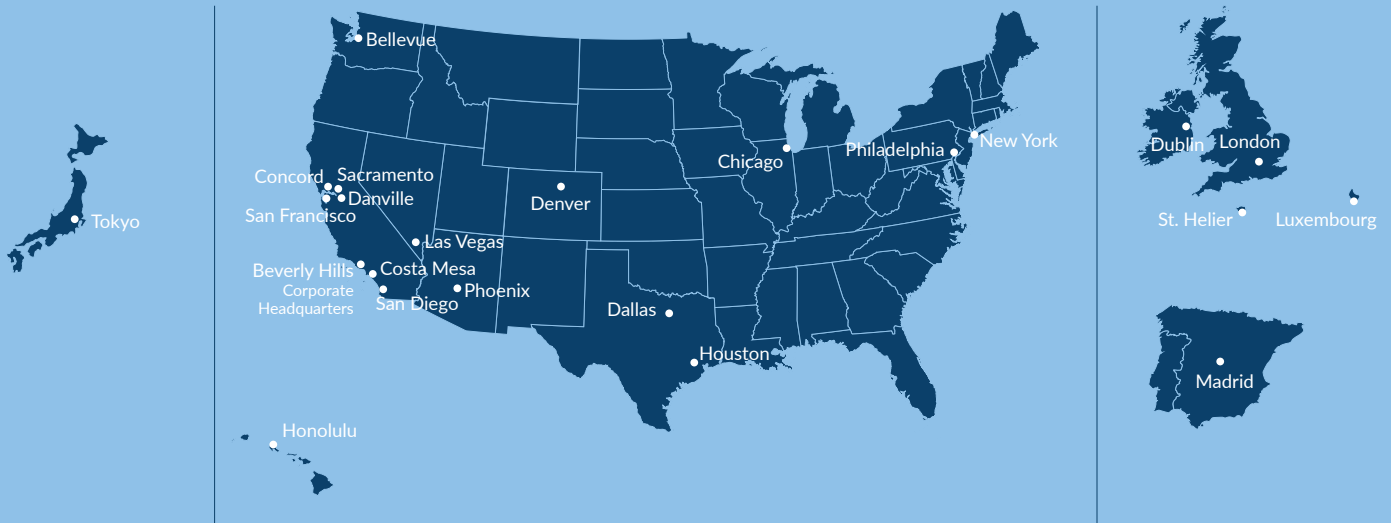 Tokyo
Bellevue
Concord
Sacramento
Danville
San Francisco
Las Vegas
Beverly Hills
Corporate
Headquarters
Costa Mesa
San Diego
Phoenix
Denver
Dallas
Houston
Chicago
Philadelphia
New York
Honolulu
Dublin
London
St. Helier
Luxembourg
Madrid